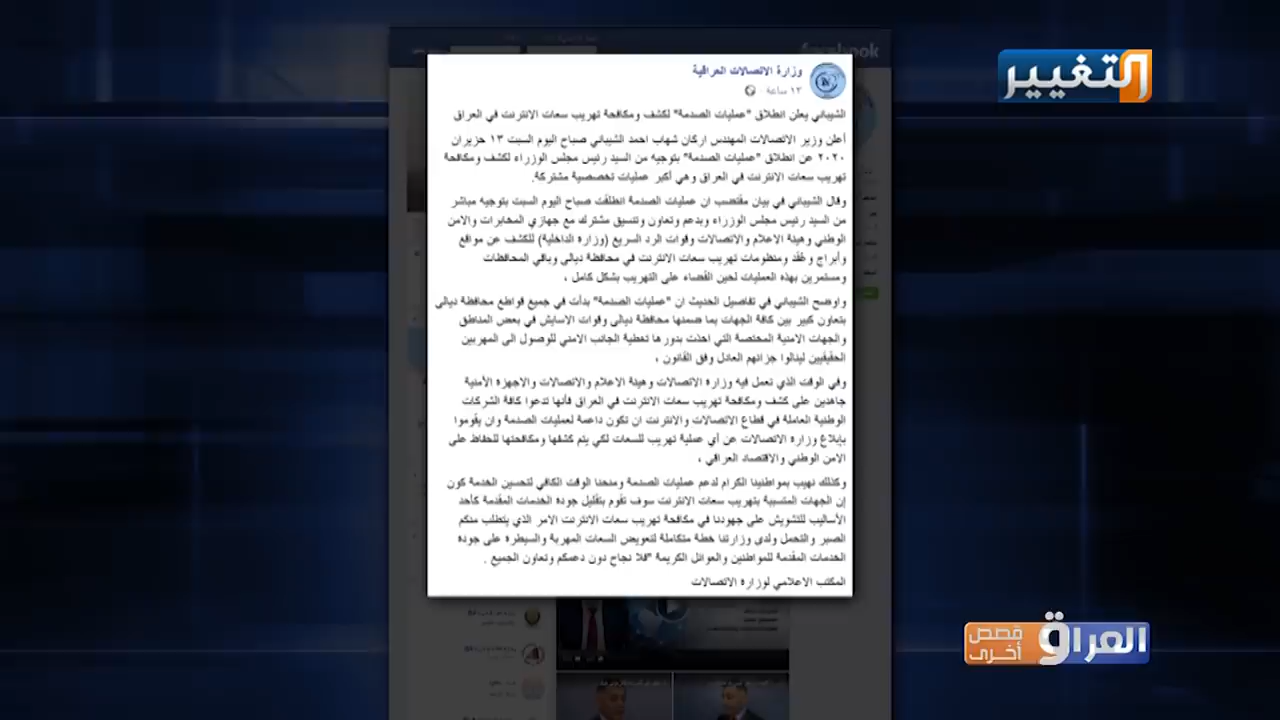 facebook
التغيير
وزارة الاتصالات العراقية
١٣ ساعة
الشيباني يعلن انطلاق "عمليات الصدمة" لكشف ومكافحة تهريب سعات الانترنت في العراق
أعلن وزير الاتصالات المهندس اركان شهاب احمد الشيباني صباح اليوم السبت ١٣ حزيران
٢٠٢٠ عن انطلاق "عمليات الصدمة" بتوجيه من السيد رئيس مجلس الوزراء لكشف ومكافحة
تهريب سعات الانترنت في العراق وهي أكبر عمليات تخصصية مشتركة.
وقال الشيباني في بيان مقتضب ان عمليات الصدمة انطلقت صباح اليوم السبت بتوجيه مباشر
من السيد رئيس مجلس الوزراء وبدعم وتعاون وتنسيق مشترك مع جهازي المخابرات والامن
الوطني وهيئة الاعلام والاتصالات وقوات الرد السريع (وزارة الداخلية) للكشف عن مواقع
وأبراج وعُقد ومنظومات تهريب سعات الانترنت في محافظة ديالى وباقي المحافظات
ومستمرين بهذه العمليات لحين القضاء على التهريب بشكل كامل ،
واوضح الشيباني في تفاصيل الحديث ان "عمليات الصدمة" بدأت في جميع قواطع محافظة ديالى
بتعاون كبير بين كافة الجهات بما ضمنها محافظة ديالى وقوات الاسايش في بعض المناطق
والجهات الامنية المختصة التي اخذت بدورها تغطية الجانب الامني للوصول الى المهربين
الحقيقيين لينالوا جزائهم العادل وفق القانون ،
وفي الوقت الذي تعمل فيه وزارة الاتصالات وهيئة الاعلام والاتصالات والاجهزة الأمنية
جاهدين على كشف ومكافحة تهريب سعات الانترنت في العراق فأنها تدعوا كافة الشركات
الوطنية العاملة في قطاع الاتصالات والانترنت ان تكون داعمة لعمليات الصدمة وان يقوموا
بإبلاغ وزارة الاتصالات عن أي عملية تهريب للسعات لكي يتم كشفها ومكافحتها للحفاظ على
الامن الوطني والاقتصاد العراقي ،
وكذلك نهيب بمواطنينا الكرام لدعم عمليات الصدمة ومنحنا الوقت الكافي لتحسين الخدمة كون
إن الجهات المتسببة بتهريب سعات الانترنت سوف تقوم بتقليل جودة الخدمات المقدمة كأحد
الأساليب للتشويش على جهودنا في مكافحة تهريب سعات الانترنت الامر الذي يتطلب منكم
الصبر والتحمل ولدى وزارتنا خطة متكاملة لتعويض السعات المهربة والسيطرة على جودة
الخدمات المقدمة للمواطنين والعوائل الكريمة "فلا نجاح دون دعمكم وتعاون الجميع .
المكتب الاعلامي لوزارة الاتصالات
العراق
قصص
أخرى